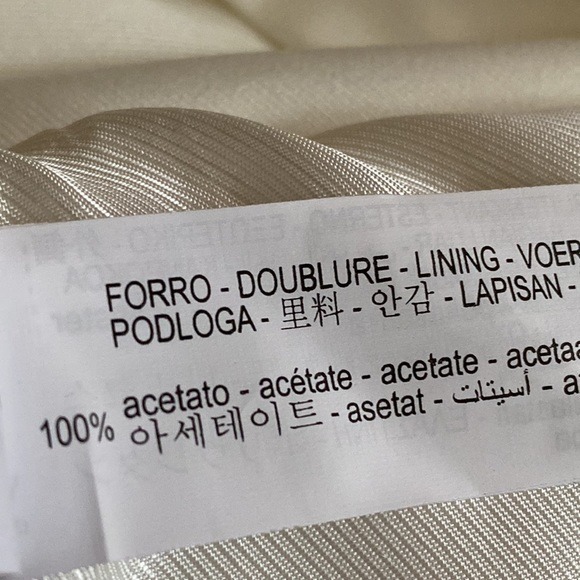 FORRO - DOUBLURE - LINING - VOER
PODLOGA - 里料 - 안감 - LAPISAN -
acetato - acétate - acetate - acetaa
100% 아세테이트 - asetat - أسيتات - a